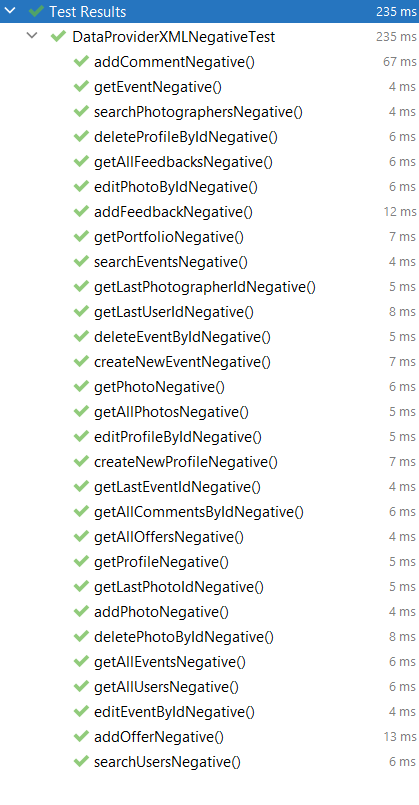 Test Results 235 ms
DataProviderXMLNegativeTest 235 ms
addCommentNegative() 67 ms
getEventNegative() 4 ms
searchPhotographersNegative() 4 ms
deleteProfileByIdNegative() 6 ms
getAllFeedbacksNegative() 6 ms
editPhotoByIdNegative() 6 ms
addFeedbackNegative() 12 ms
getPortfolioNegative() 7 ms
searchEventsNegative() 4 ms
getLastPhotographerIdNegative() 5 ms
getLastUserIdNegative() 8 ms
deleteEventByIdNegative() 5 ms
createNewEventNegative() 7 ms
getPhotoNegative() 6 ms
getAllPhotosNegative() 5 ms
editProfileByIdNegative() 5 ms
createNewProfileNegative() 7 ms
getLastEventIdNegative() 4 ms
getAllCommentsByIdNegative() 6 ms
getAllOffersNegative() 4 ms
getProfileNegative() 5 ms
getLastPhotoIdNegative() 5 ms
addPhotoNegative() 4 ms
deletePhotoByIdNegative() 8 ms
getAllEventsNegative() 6 ms
getAllUsersNegative() 6 ms
editEventByIdNegative() 4 ms
addOfferNegative() 13 ms
searchUsersNegative() 6 ms